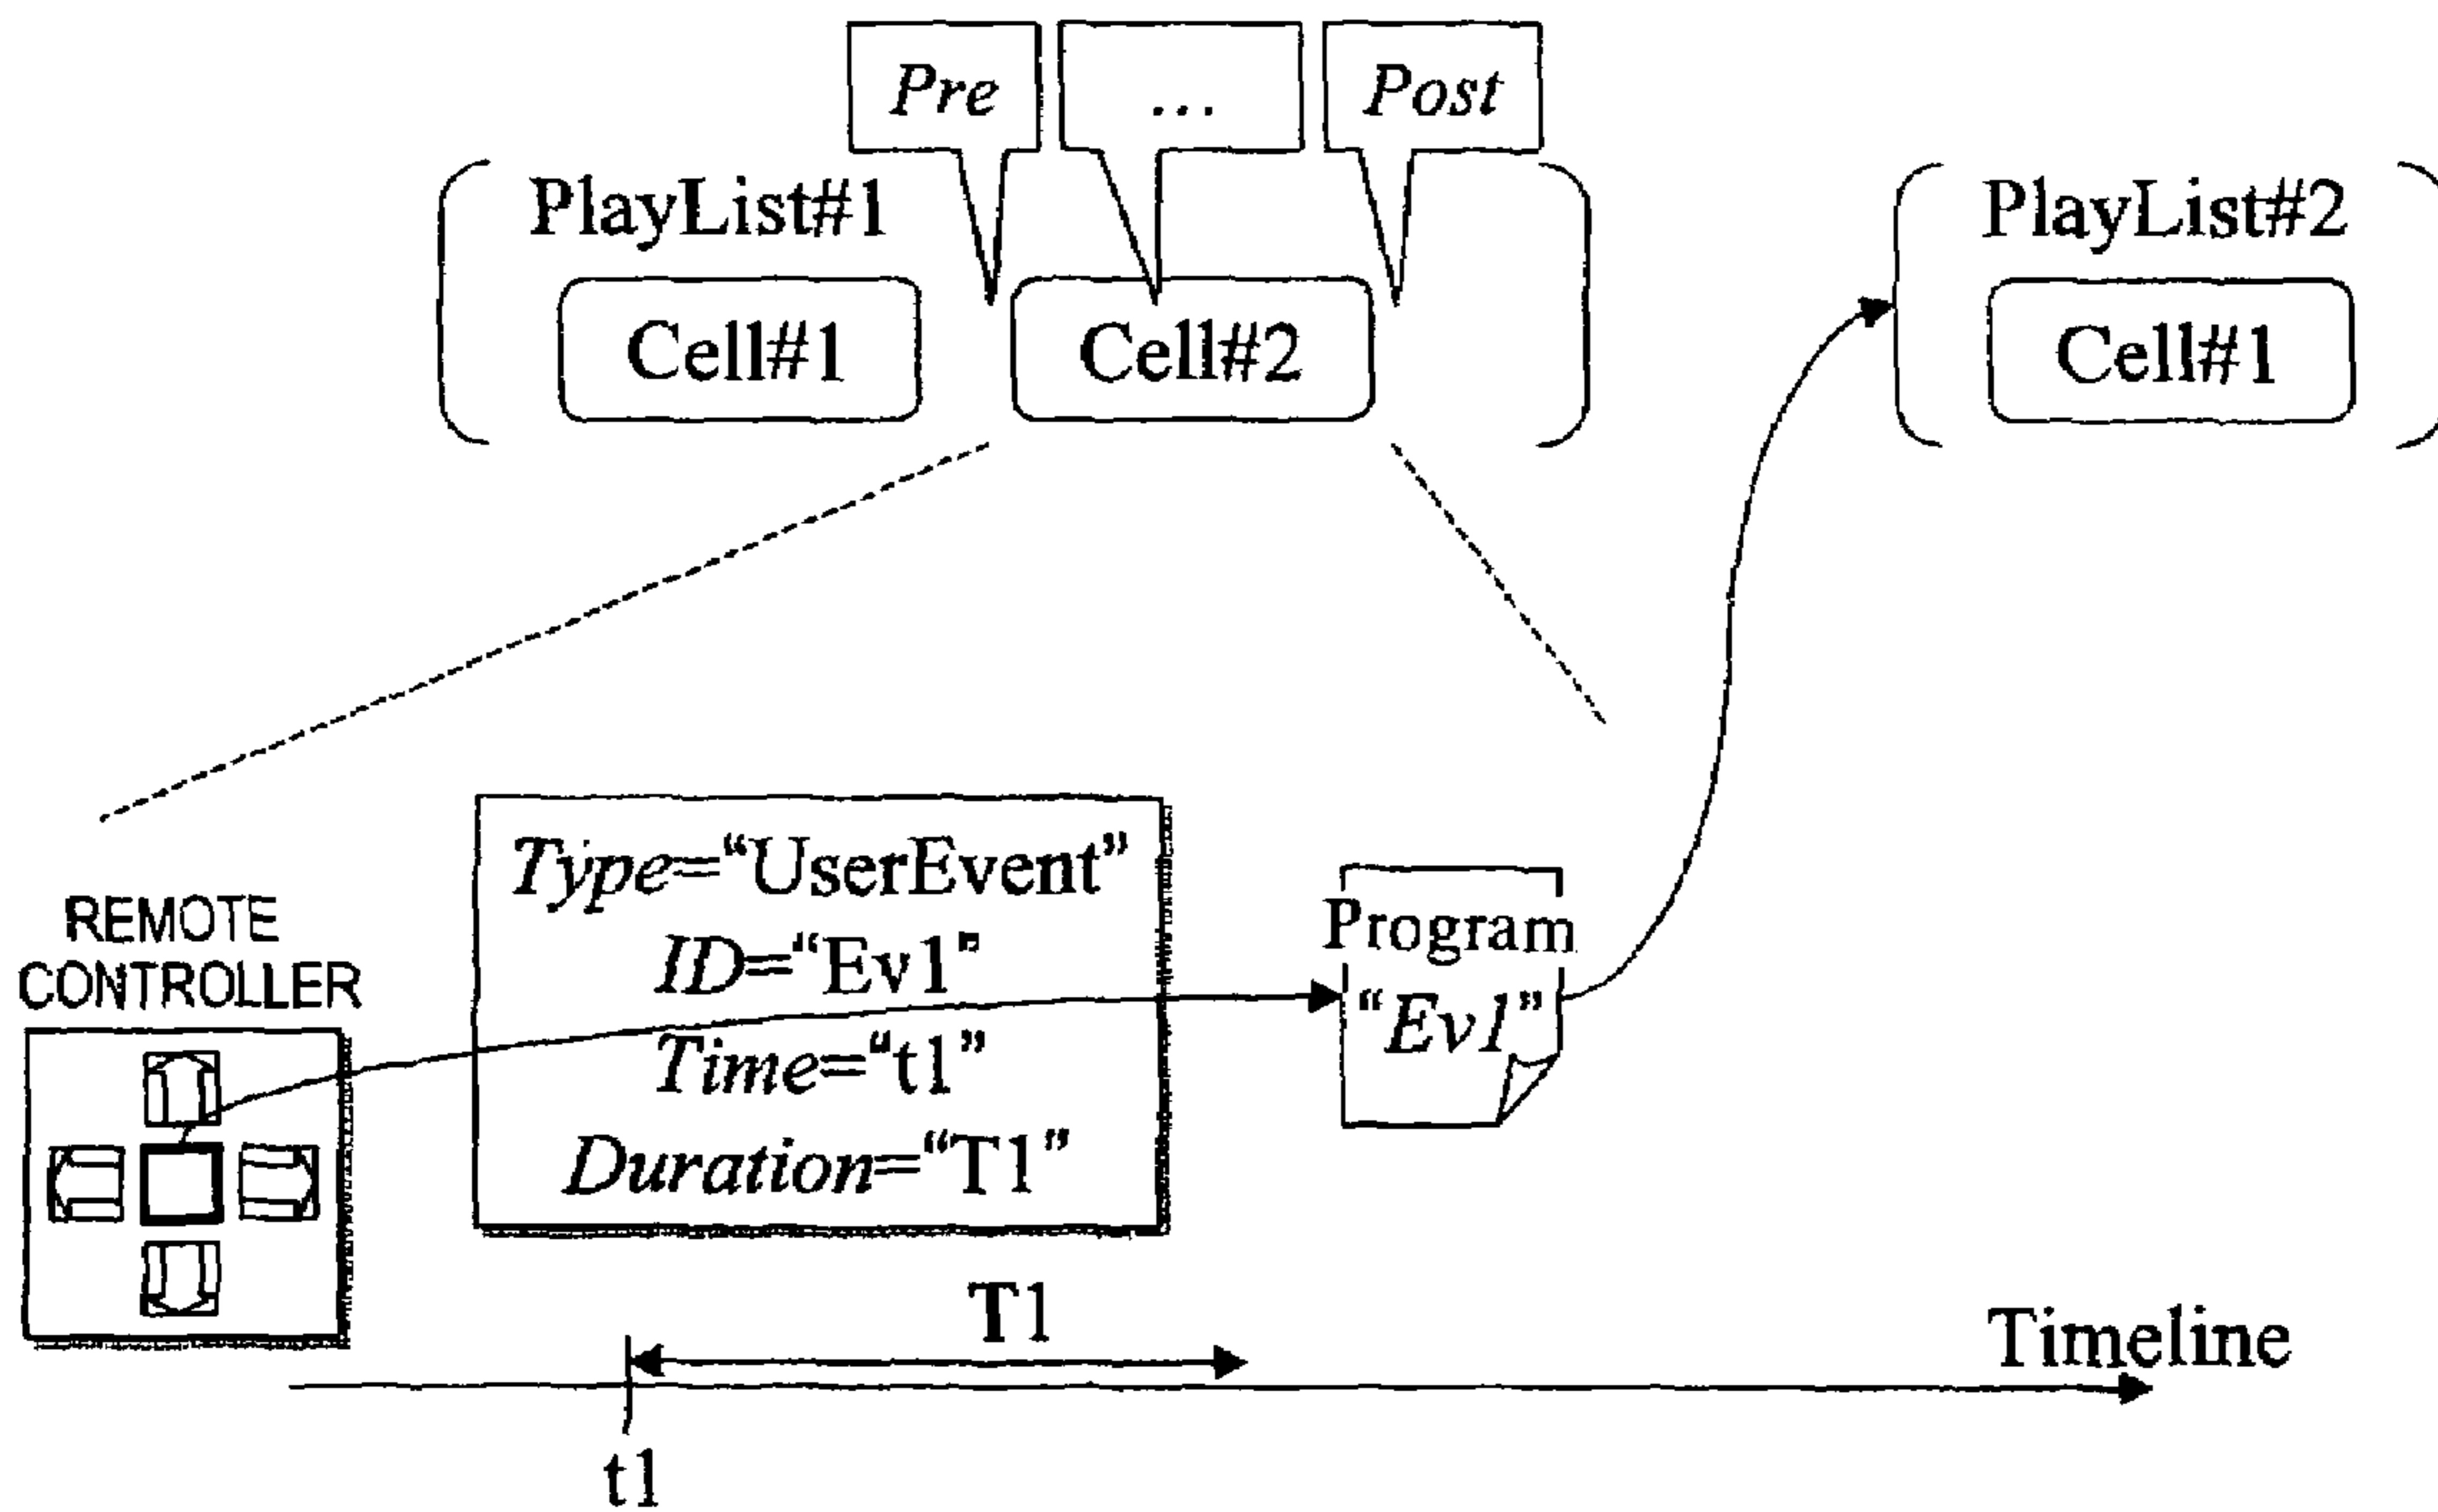 Pre
...
Post
PlayList#1
PlayList#2
Cell#1
Cell#2
Cell#1
REMOTE
CONTROLLER
Type="UserEvent"
ID="Ev1"
Time="t1"
Duration="T1"
Program
"Ev1"
T1
Timeline
t1